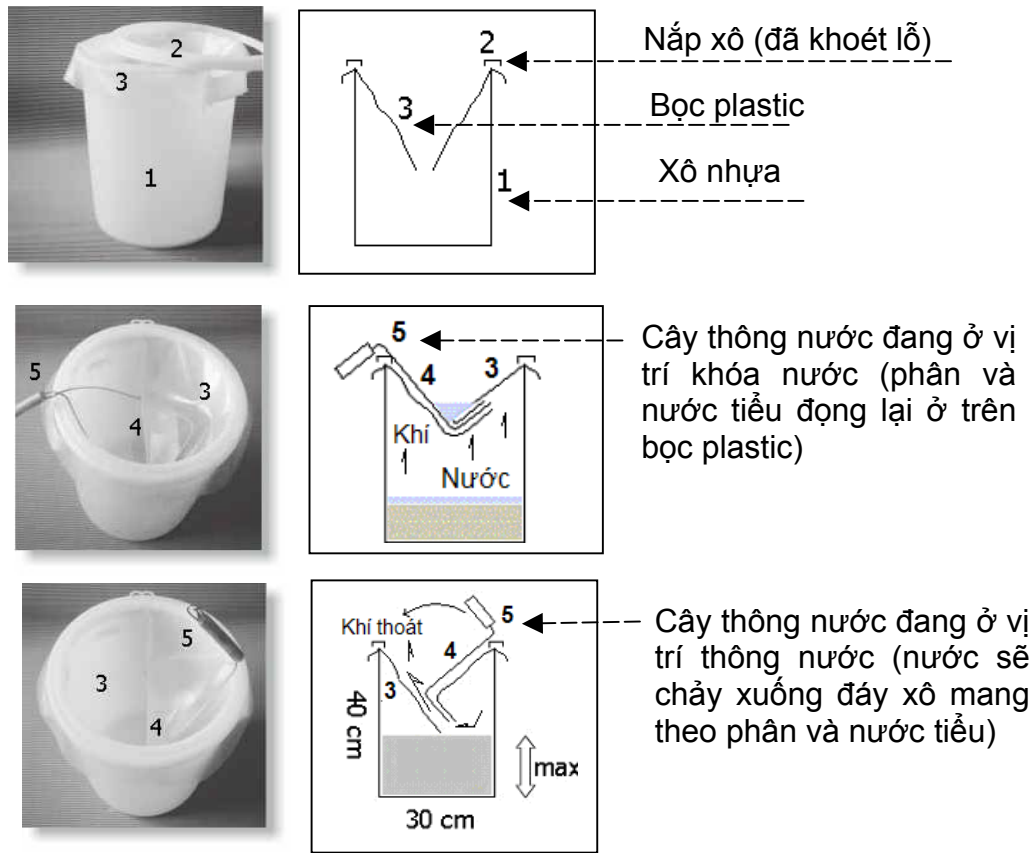 2
3
1
2
3
1
Nắp xô (đã khoét lỗ)
Bọc plastic
Xô nhựa
5
3
4
5
4
3
Khí
Nước
Cây thông nước đang ở vị
trí khóa nước (phân và
nước tiểu đọng lại ở trên
bọc plastic)
5
3
4
Khí thoát
5
4
3
40 cm
max
30 cm
Cây thông nước đang ở vị
trí thông nước (nước sẽ
chảy xuống đáy xô mang
theo phân và nước tiểu)